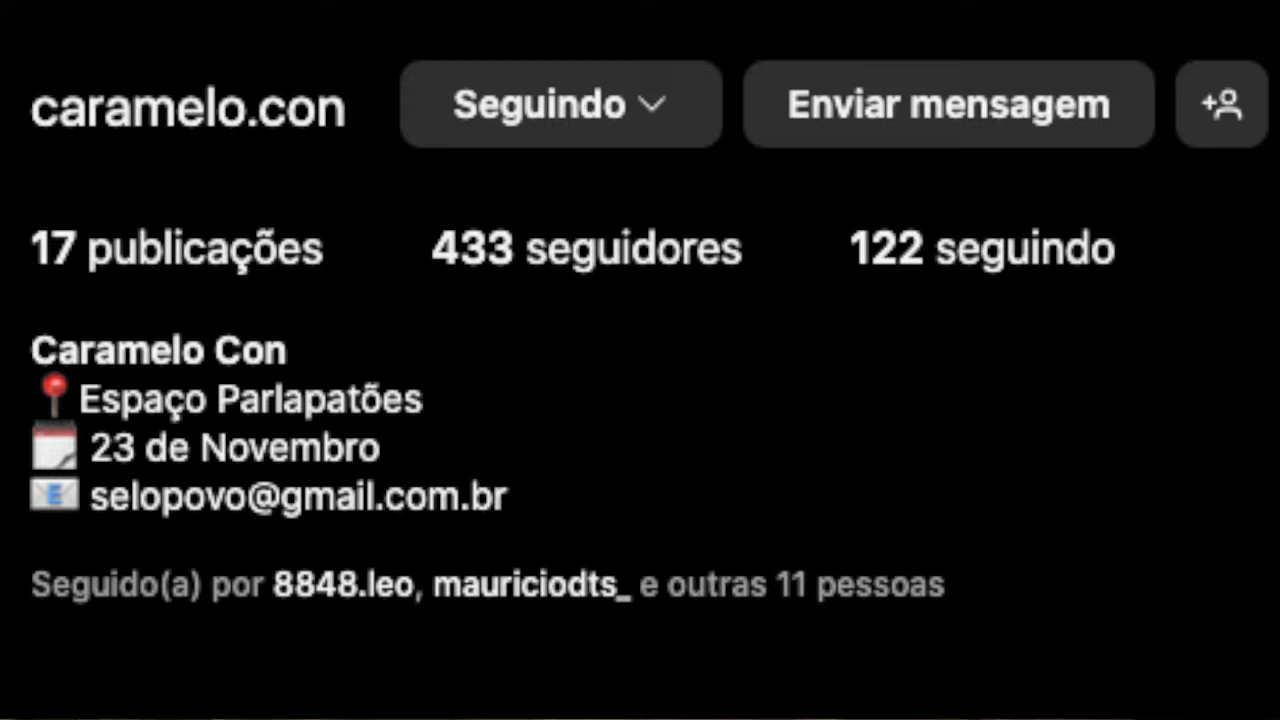 caramelo.con Seguindo Enviar mensagem
17 publicações 433 seguidores 122 seguindo
Caramelo Con
📍Espaço Parlapatões
🗓️ 23 de Novembro
📧 selopovo@gmail.com.br
Seguido(a) por 8848.leo, mauriciodts_ e outras 11 pessoas